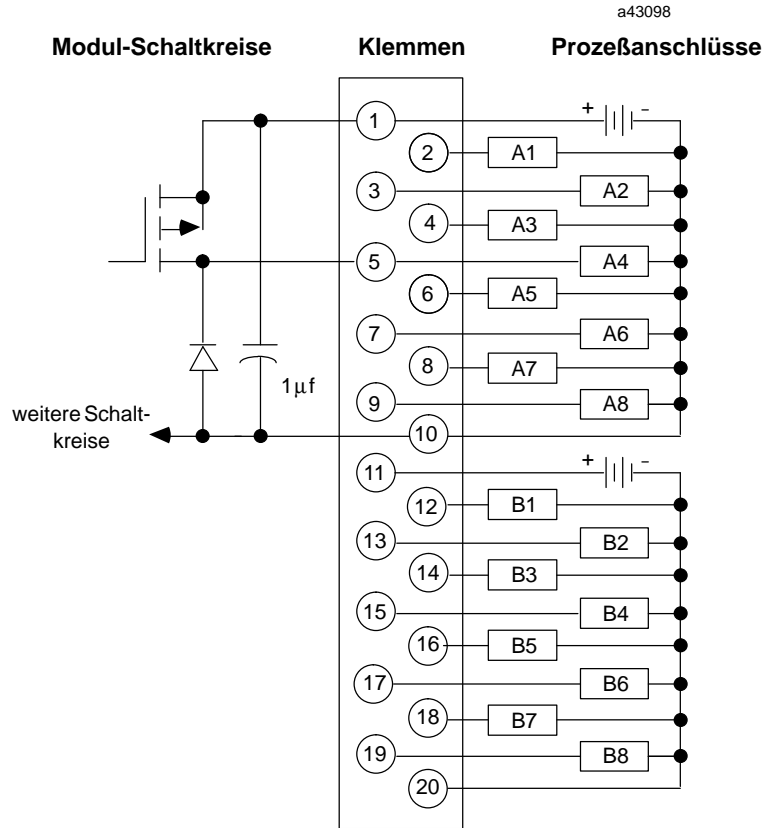 a43098
Modul-Schaltkreise Klemmen Prozeßanschlüsse
1 + −
2 A1
3 A2
4 A3
5 A4
6 A5
7 A6
8 A7
1µf
9 A8
weitere Schalt-
kreise
10
11 + −
12 B1
13 B2
14 B3
15 B4
16 B5
17 B6
18 B7
19 B8
20